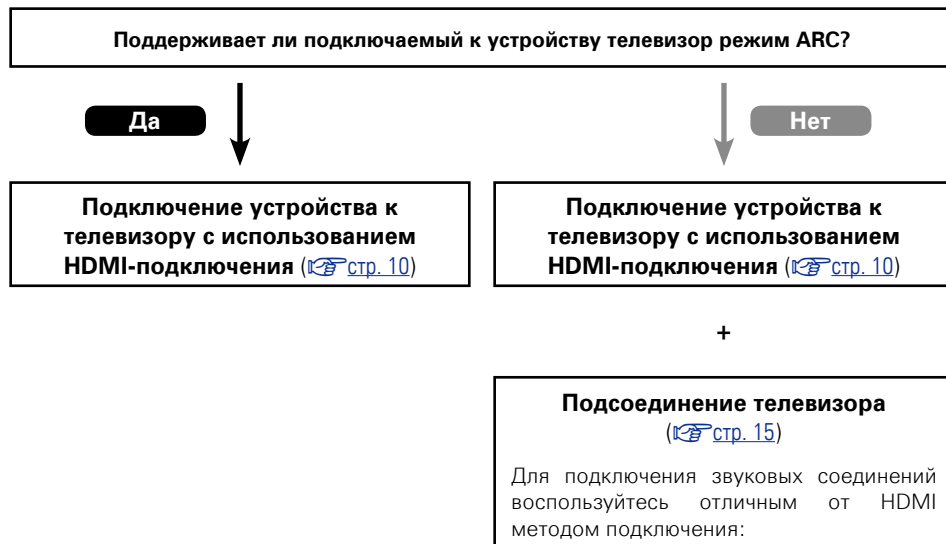 Поддерживает ли подключаемый к устройству телевизор режим ARC?
Да
Нет
Подключение устройства к
телевизору с использованием
HDMI-подключения (стр. 10)
Подключение устройства к
телевизору с использованием
HDMI-подключения (стр. 10)
+
Подсоединение телевизора
(стр. 15)
Для подключения звуковых соединений
воспользуйтесь отличным от HDMI
методом подключения: